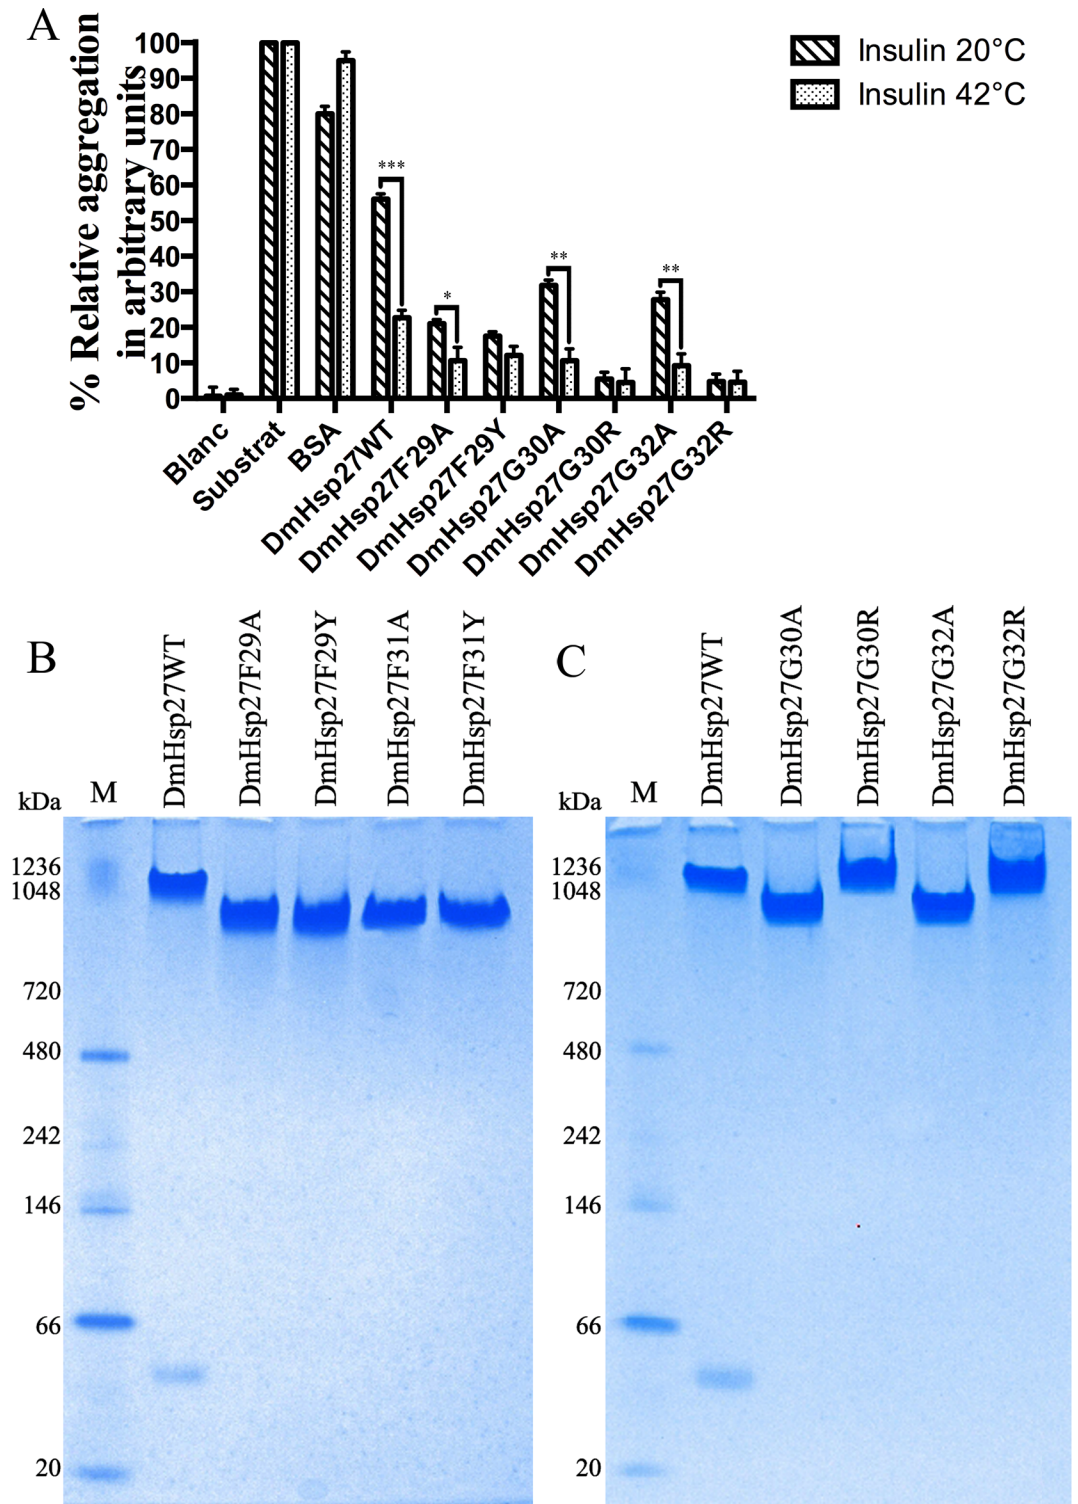 A
% Relative aggregation
in arbitrary units
100
90
80
70
60
50
40
30
20
10
0
***
*
**
**
Insulin 20°C
Insulin 42°C
Blanc
Substrat
BSA
DmHsp27WT
DmHsp27F29A
DmHsp27F29Y
DmHsp27G30A
DmHsp27G30R
DmHsp27G32A
DmHsp27G32R
B
kDa
M
DmHsp27WT
DmHsp27F29A
DmHsp27F29Y
DmHsp27F31A
DmHsp27F31Y
1236
1048
720
480
242
146
66
20
C
kDa
M
DmHsp27WT
DmHsp27G30A
DmHsp27G30R
DmHsp27G32A
DmHsp27G32R
1236
1048
720
480
242
146
66
20